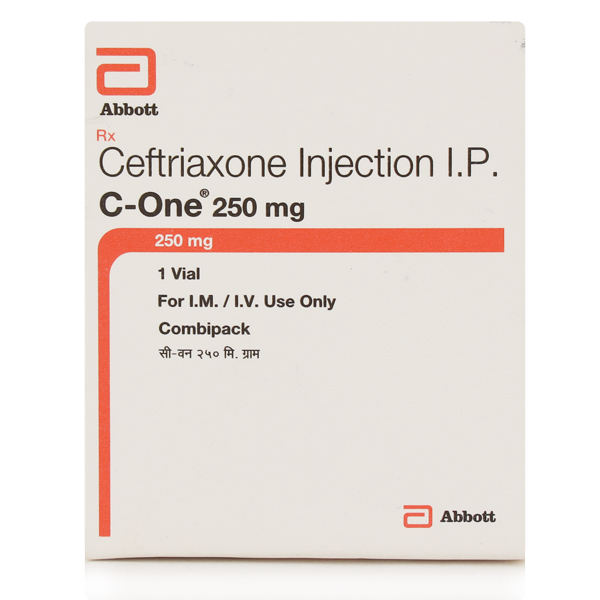 Abbott
Rx
Ceftriaxone Injection I.P.
C-One® 250 mg
250 mg
1 Vial
For I.M. / I.V. Use Only
Combipack
सी-वन २५० मि. ग्राम
Abbott